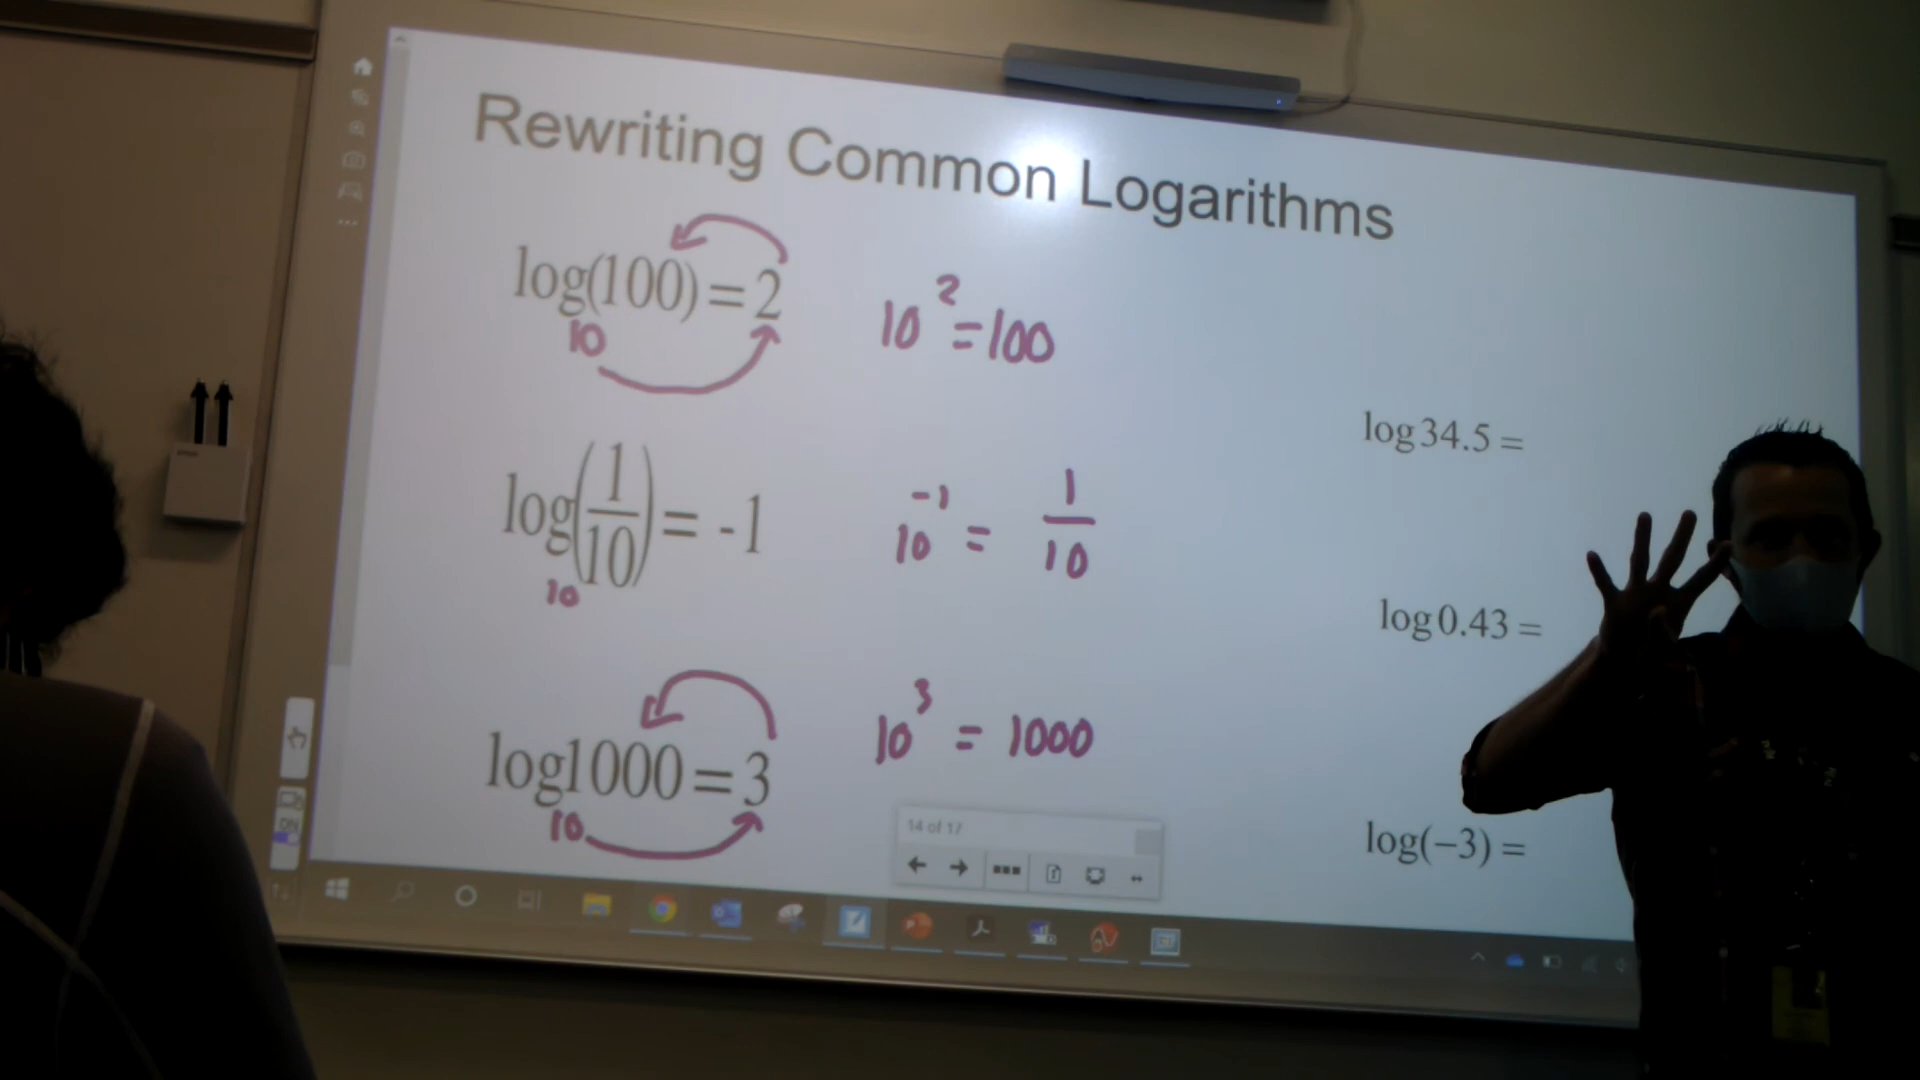 Rewriting Common Logarithms
log(100) = 2
10
10² = 100
log(1/10) = -1
10
10⁻¹ = 1/10
log1000 = 3
10
10³ = 1000
log34.5 =
log0.43 =
log(−3) =
14 of 17
ON